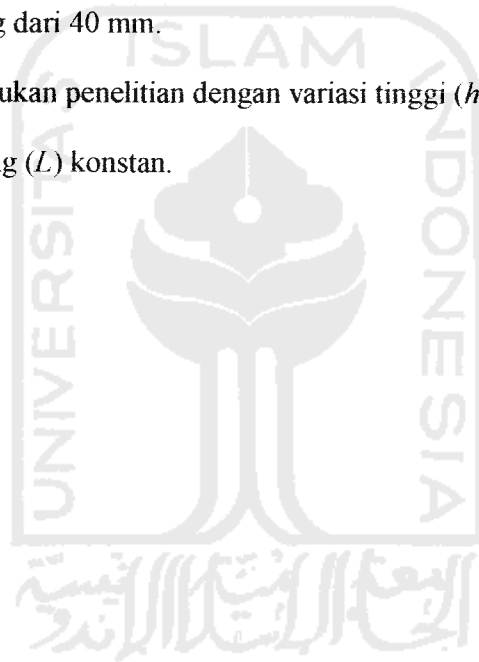 g dari 40 mm.
ISLAM
ukan penelitian dengan variasi tinggi (h
g (L) konstan.
UNIVERSITAS
INDONESIA